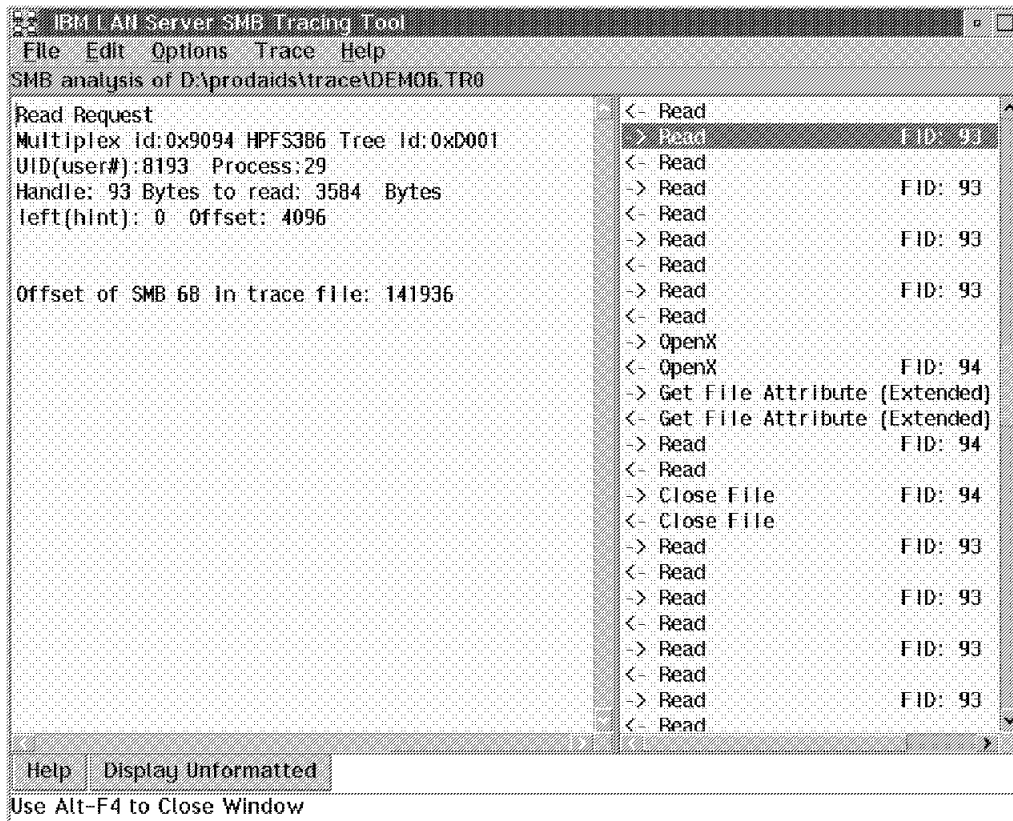 IBM LAN Server SMB Tracing Tool
File Edit Options Trace Help
SMB analysis of D:\prodaids\trace\DEMO6.TR0
Read Request
Multiplex id:0x9094 HPFS386 Tree Id:0xD001
UID(user#):8193 Process:29
Handle: 93 Bytes to read: 3584 Bytes
left(hint): 0 Offset: 4096
Offset of SMB 68 in trace file: 141936
<- Read
-> Read FID: 93
<- Read
-> Read FID: 93
<- Read
-> Read FID: 93
<- Read
-> Read FID: 93
<- Read
-> OpenX
<- OpenX FID: 94
-> Get File Attribute (Extended)
<- Get File Attribute (Extended)
-> Read FID: 94
<- Read
-> Close File FID: 94
<- Close File
-> Read FID: 93
<- Read
-> Read FID: 93
<- Read
-> Read FID: 93
<- Read
-> Read FID: 93
<- Read
Help Display Unformatted
Use Alt-F4 to Close Window